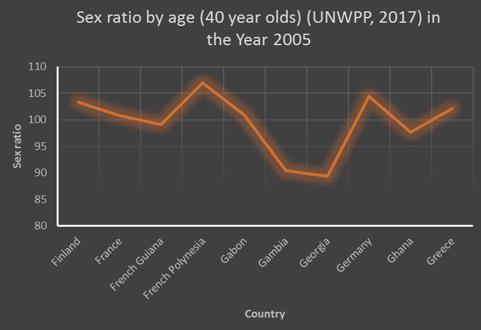 Sex ratio by age (40 year olds) (UNWPP, 2017) in
the Year 2005
110
105
100
95
90
85
80
Sex ratio
Finland
France
French Guiana
French Polynesia
Gabon
Gambia
Georgia
Germany
Ghana
Greece
Country